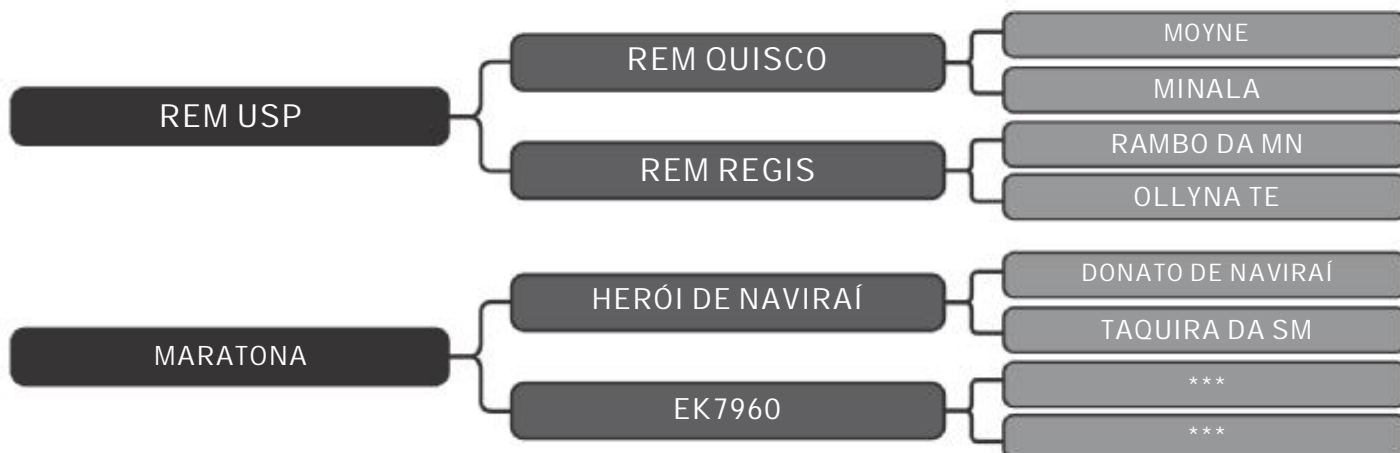 REM USP
REM QUISCO
MOYNE
MINALA
REM REGIS
RAMBO DA MN
OLLYNA TE
MARATONA
HERÓI DE NAVIRAÍ
DONATO DE NAVIRAÍ
TAQUIRA DA SM
EK7960
***
***